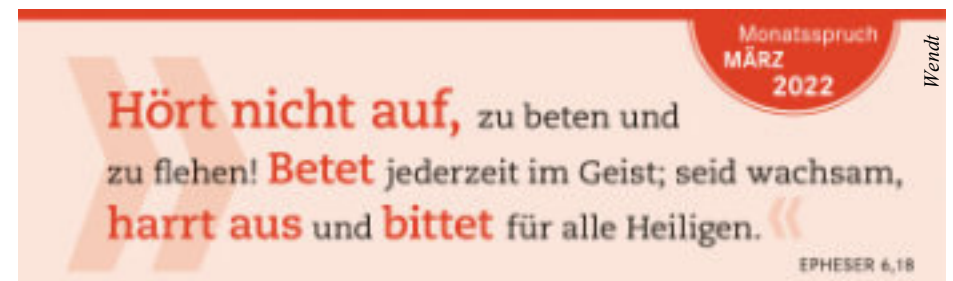 Monatsspruch
MÄRZ
2022
Wendt
Hört nicht auf, zu beten und
zu flehen! Betet jederzeit im Geist; seid wachsam,
harrt aus und bittet für alle Heiligen. «
EPHESER 6,18